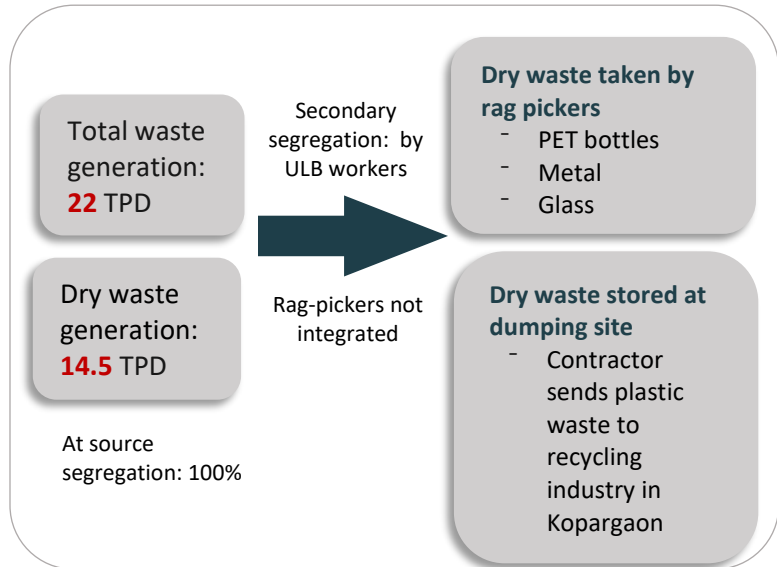 Total waste
generation:
22 TPD
Dry waste
generation:
14.5 TPD
At source
segregation: 100%
Secondary
segregation:  by
ULB workers
Rag-pickers not
integrated
Dry waste taken by
rag pickers
- PET bottles
- Metal
- Glass
Dry waste stored at
dumping site
- Contractor
sends plastic
waste to
recycling
industry in
Kopargaon